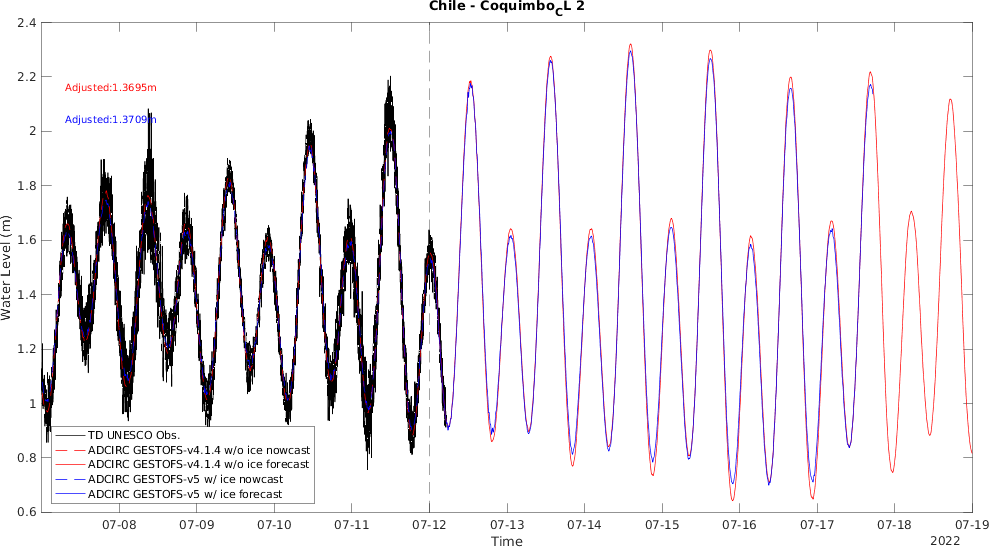 Chile - Coquimbo_CL 2
Adjusted:1.3695m
Adjusted:1.3709m
Water Level (m)
2.4
2.2
2
1.8
1.6
1.4
1.2
1
0.8
0.6
TD UNESCO Obs.
ADCIRC GESTOFS-v4.1.4 w/o ice nowcast
ADCIRC GESTOFS-v4.1.4 w/o ice forecast
ADCIRC GESTOFS-v5 w/ ice nowcast
ADCIRC GESTOFS-v5 w/ ice forecast
07-08 07-09 07-10 07-11 07-12 07-13 07-14 07-15 07-16 07-17 07-18 07-19
Time
2022